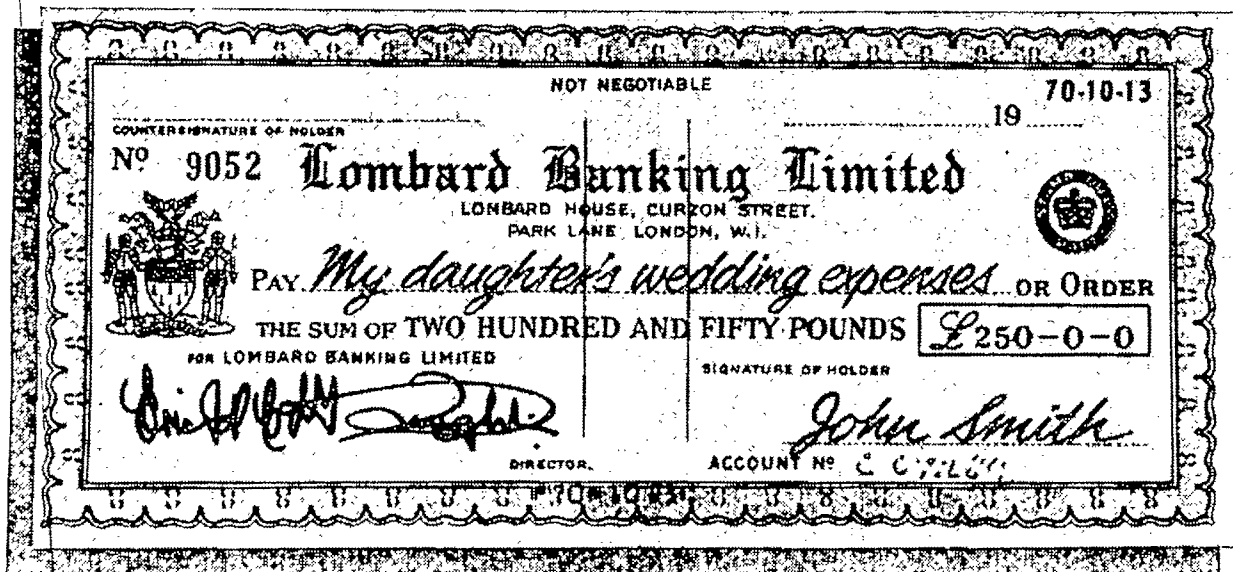 NOT NEGOTIABLE
70-10-13
19
COUNTERSIGNATURE OF HOLDER
Nº 9052 Lombard Banking Limited
LOMBARD HOUSE, CURZON STREET.
PARK LANE LONDON, W.1.
PAY My daughter's wedding expenses OR ORDER
THE SUM OF TWO HUNDRED AND FIFTY POUNDS £250-0-0
FOR LOMBARD BANKING LIMITED
SIGNATURE OF HOLDER
John Smith
DIRECTOR.
ACCOUNT Nº